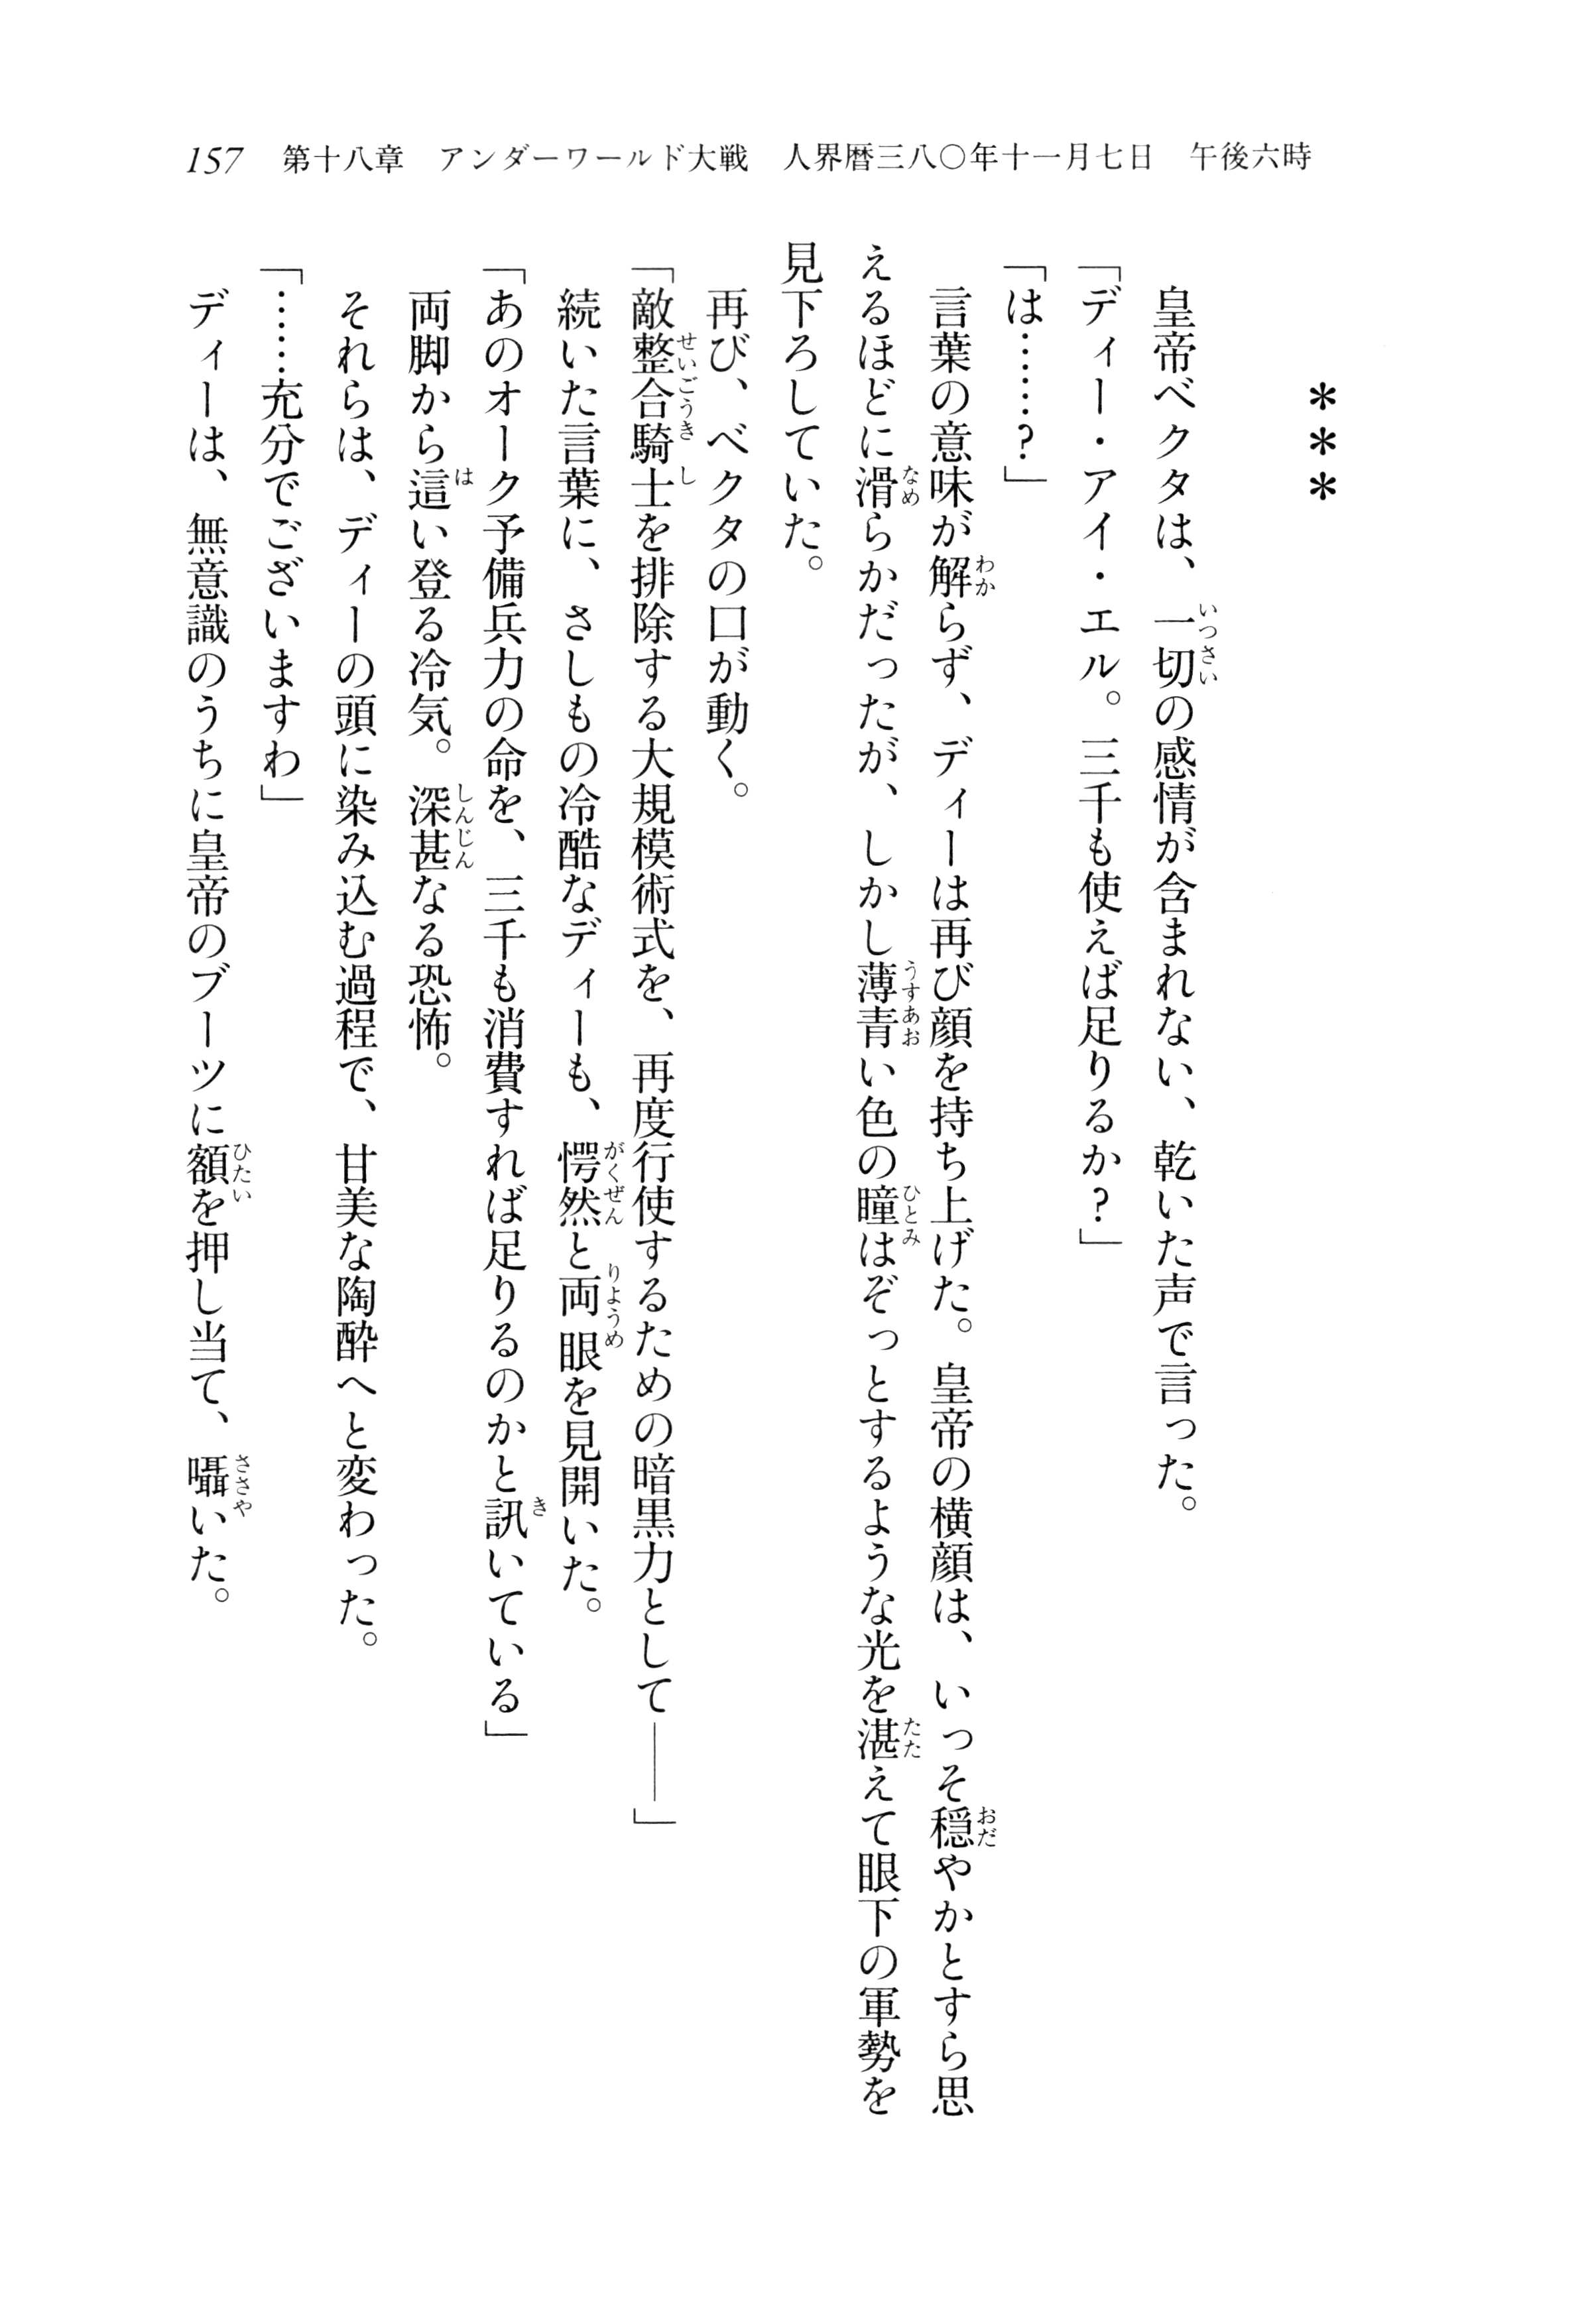 157 第十八章 アンダーワールド大戦 人界暦三八〇年十一月七日 午後六時
＊＊＊
皇帝ベクタは、一切の感情が含まれない、乾いた声で言った。
「ディー・アイ・エル。三千も使えば足りるか？」
「は……？」
言葉の意味が解らず、ディーは再び顔を持ち上げた。皇帝の横顔は、いっそ穏やかとすら思
えるほどに滑らかだったが、しかし薄青い色の瞳はぞっとするような光を湛えて眼下の軍勢を
見下ろしていた。
再び、ベクタの口が動く。
「敵整合騎士を排除する大規模術式を、再度行使するための暗黒力として――」
続いた言葉に、さしもの冷酷なディーも、愕然と両眼を見開いた。
「あのオーク予備兵力の命を、三千も消費すれば足りるのかと訊いている」
両脚から這い登る冷気。深甚なる恐怖。
それらは、ディーの頭に染み込む過程で、甘美な陶酔へと変わった。
「……充分でございますわ」
ディーは、無意識のうちに皇帝のブーツに額を押し当て、囁いた。